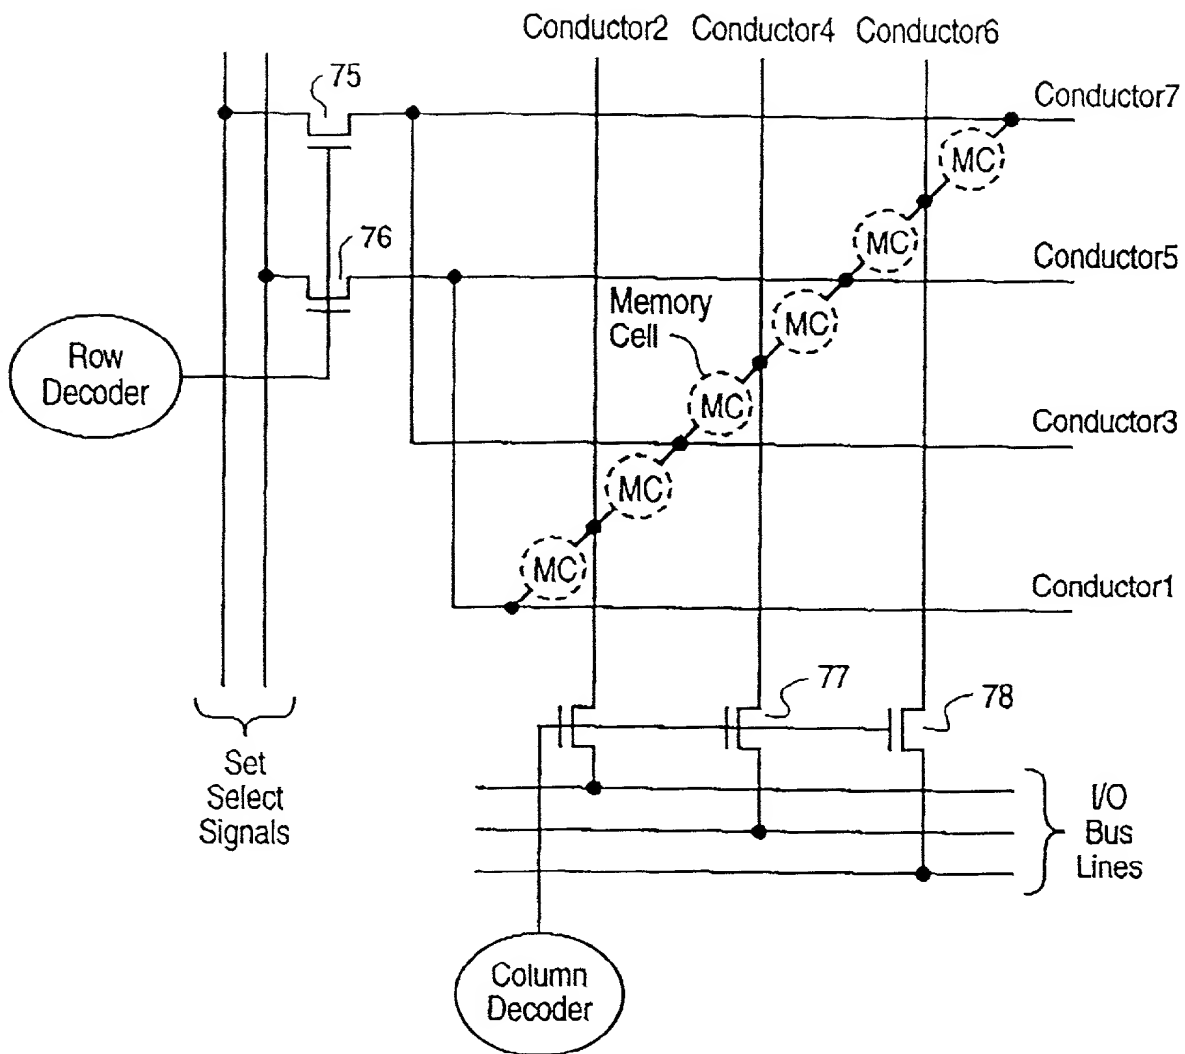 Conductor2 Conductor4 Conductor6
75
Conductor7
MC
76
MC
Conductor5
Memory
Cell
MC
Row
Decoder
MC
Conductor3
MC
MC
Conductor1
77
78
Set
Select
Signals
I/O
Bus
Lines
Column
Decoder